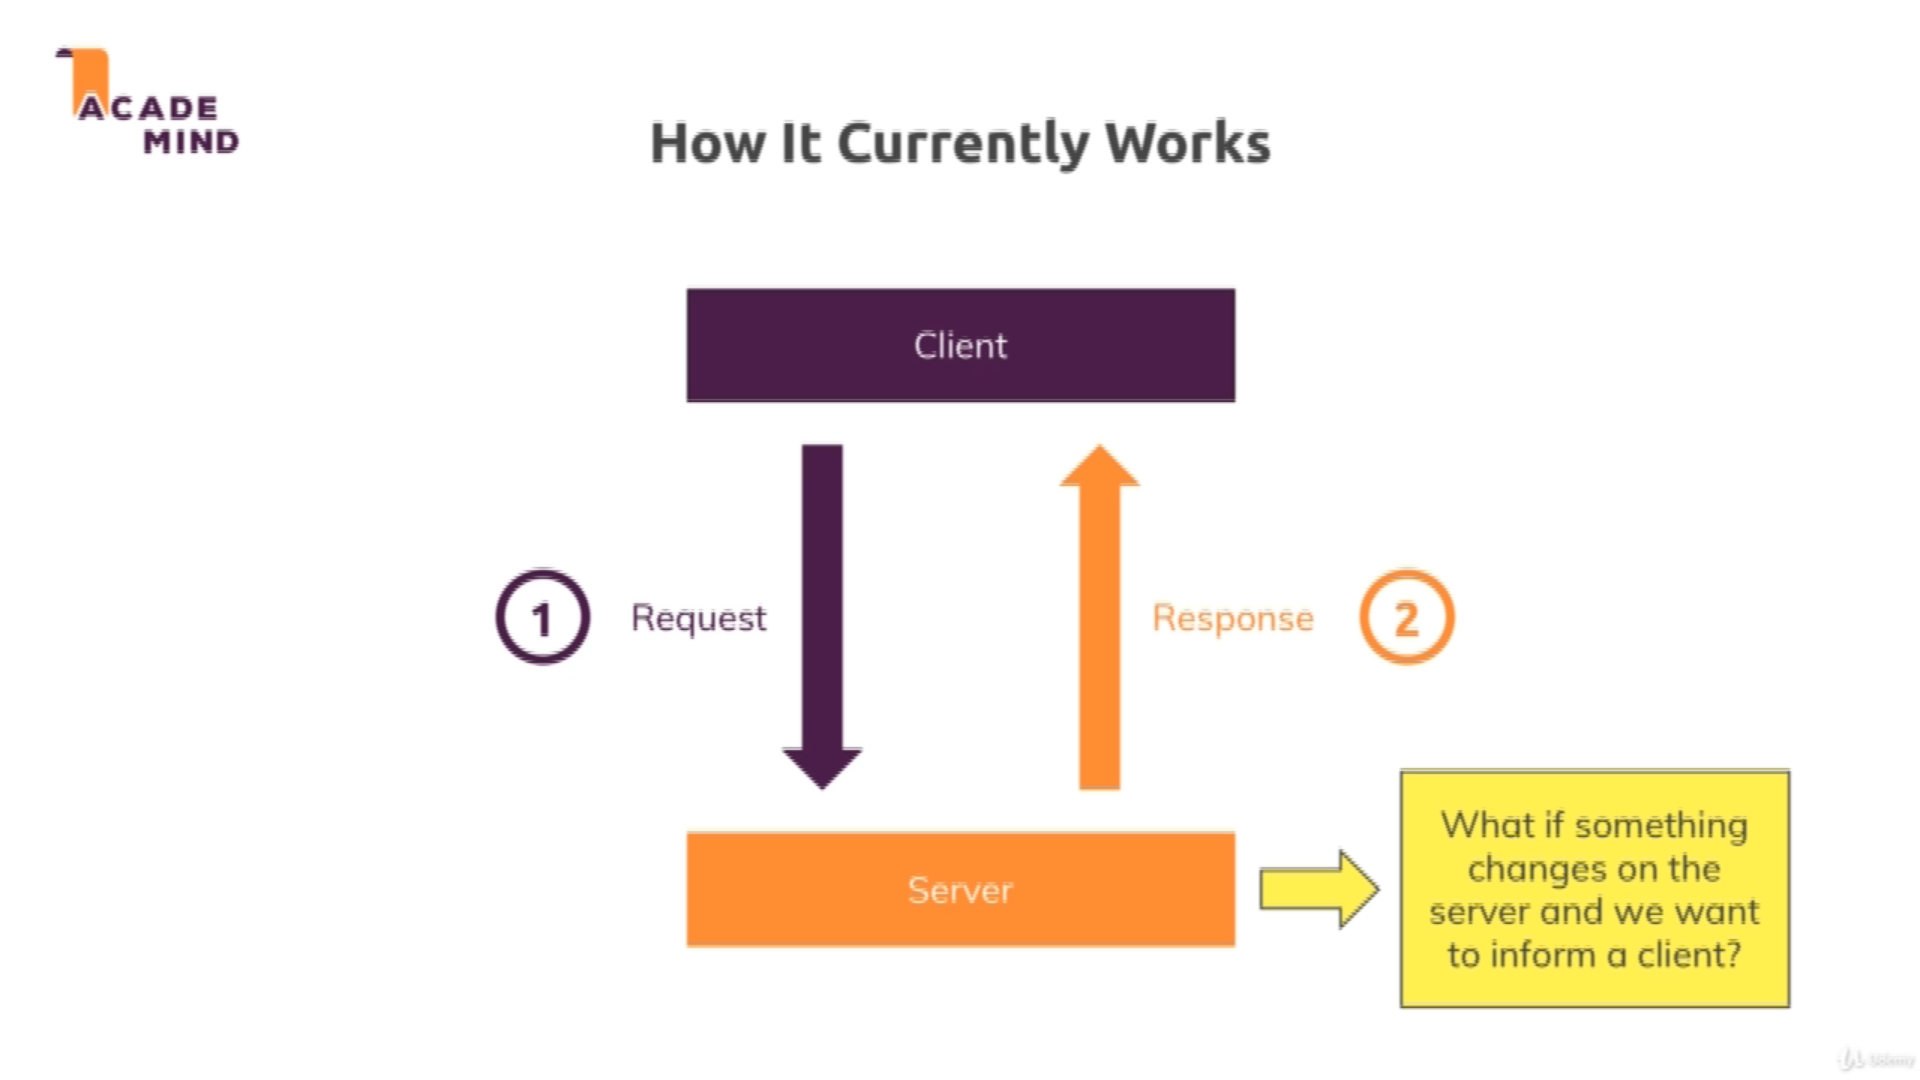 ACADE
MIND
How It Currently Works
Client
1
Request
Response
2
Server
What if something
changes on the
server and we want
to inform a client?
Udemy